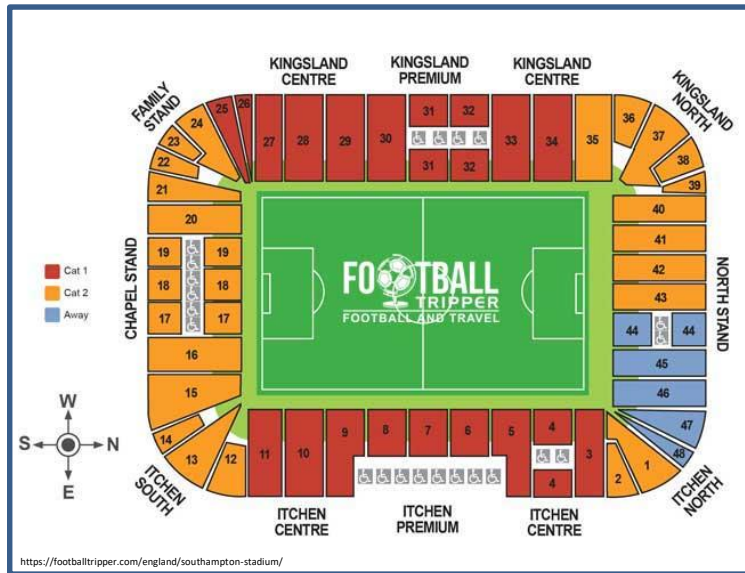 KINGSLAND
CENTRE
KINGSLAND
PREMIUM
KINGSLAND
CENTRE
FAMILY
STAND
KINGSLAND
NORTH
25
26
24
23
22
21
20
19
19
18
18
17
17
16
15
14
13
12
27
28
29
30
31
32
31
32
33
34
35
36
37
38
39
40
41
42
43
44
44
45
46
47
48
Cat 1
Cat 2
Away
CHAPEL STAND
NORTH STAND
FOOTBALL
TRIPPER
FOOTBALL AND TRAVEL
W
S
N
E
11
10
9
8
7
6
5
4
4
3
2
1
ITCHEN
SOUTH
ITCHEN
CENTRE
ITCHEN
PREMIUM
ITCHEN
CENTRE
ITCHEN
NORTH
https://footballtripper.com/england/southampton-stadium/